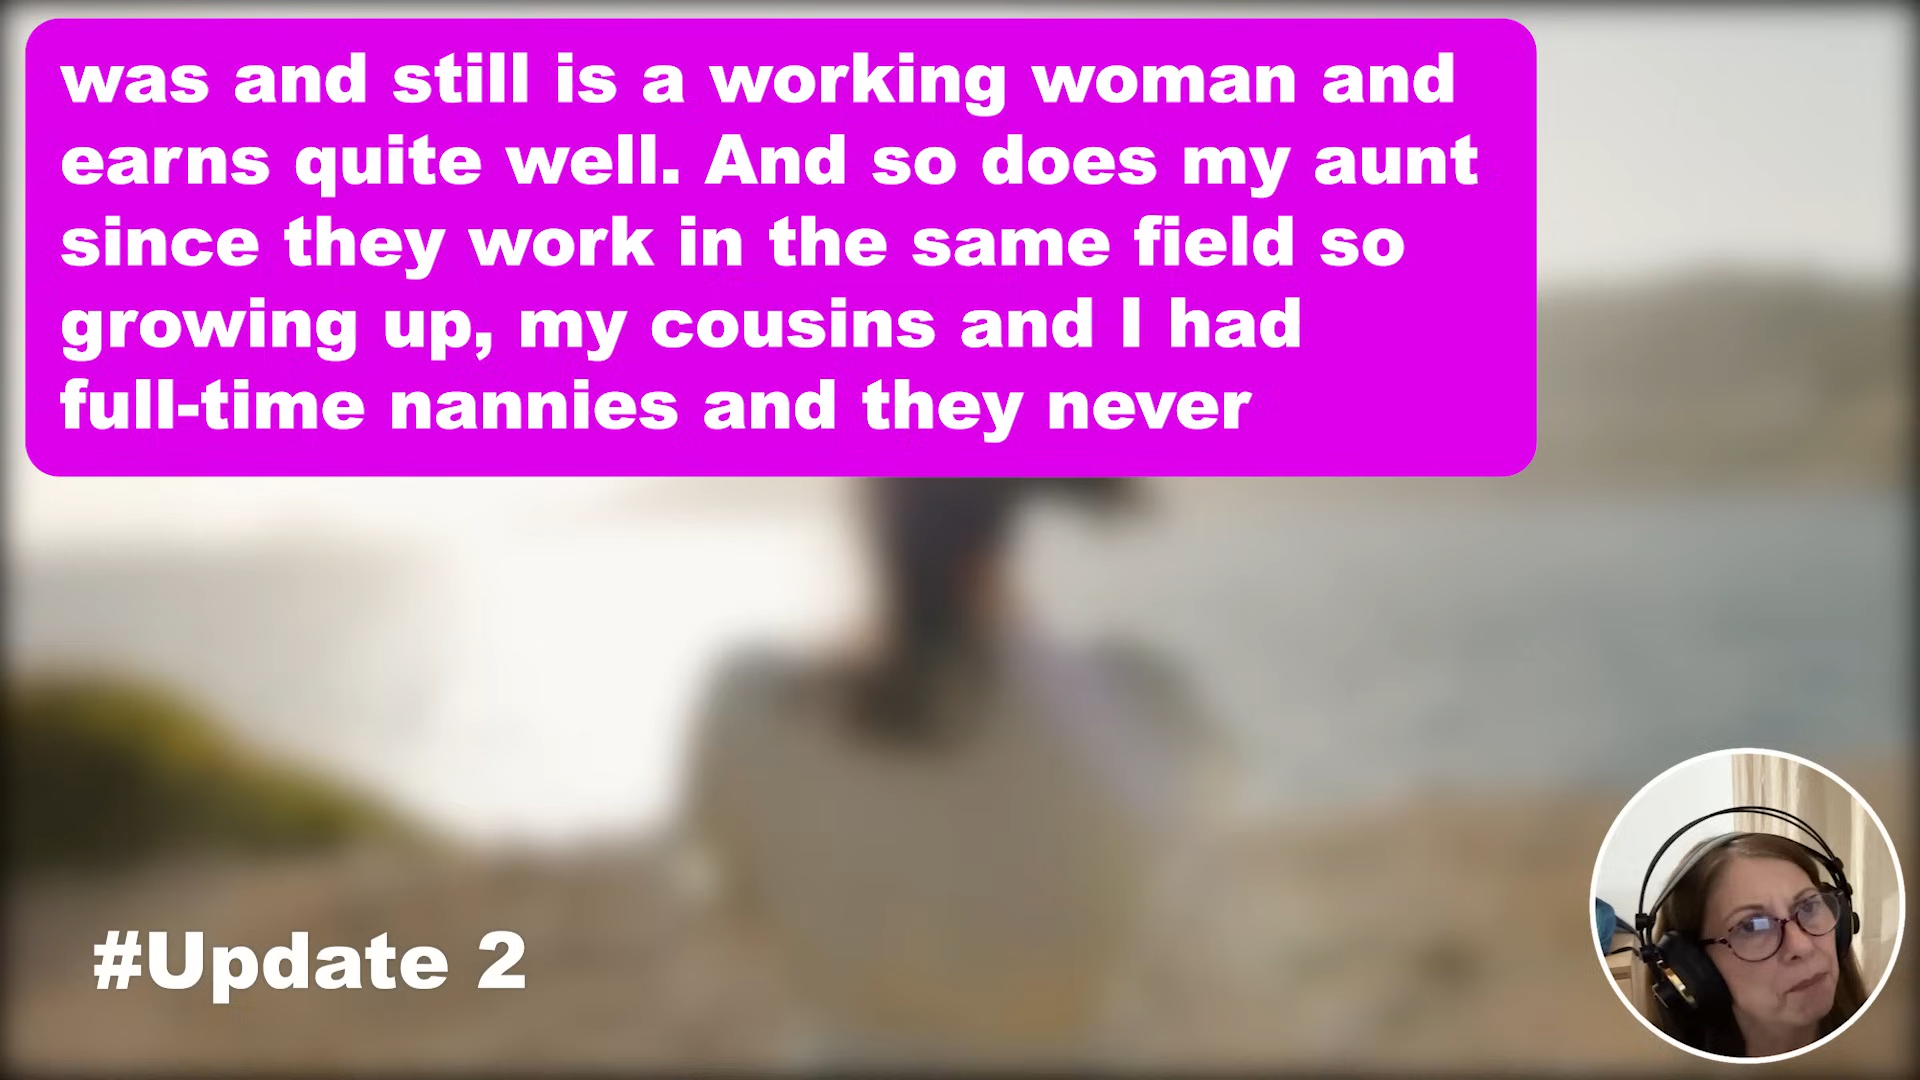 was and still is a working woman and
earns quite well. And so does my aunt
since they work in the same field so
growing up, my cousins and I had
full-time nannies and they never
#Update 2